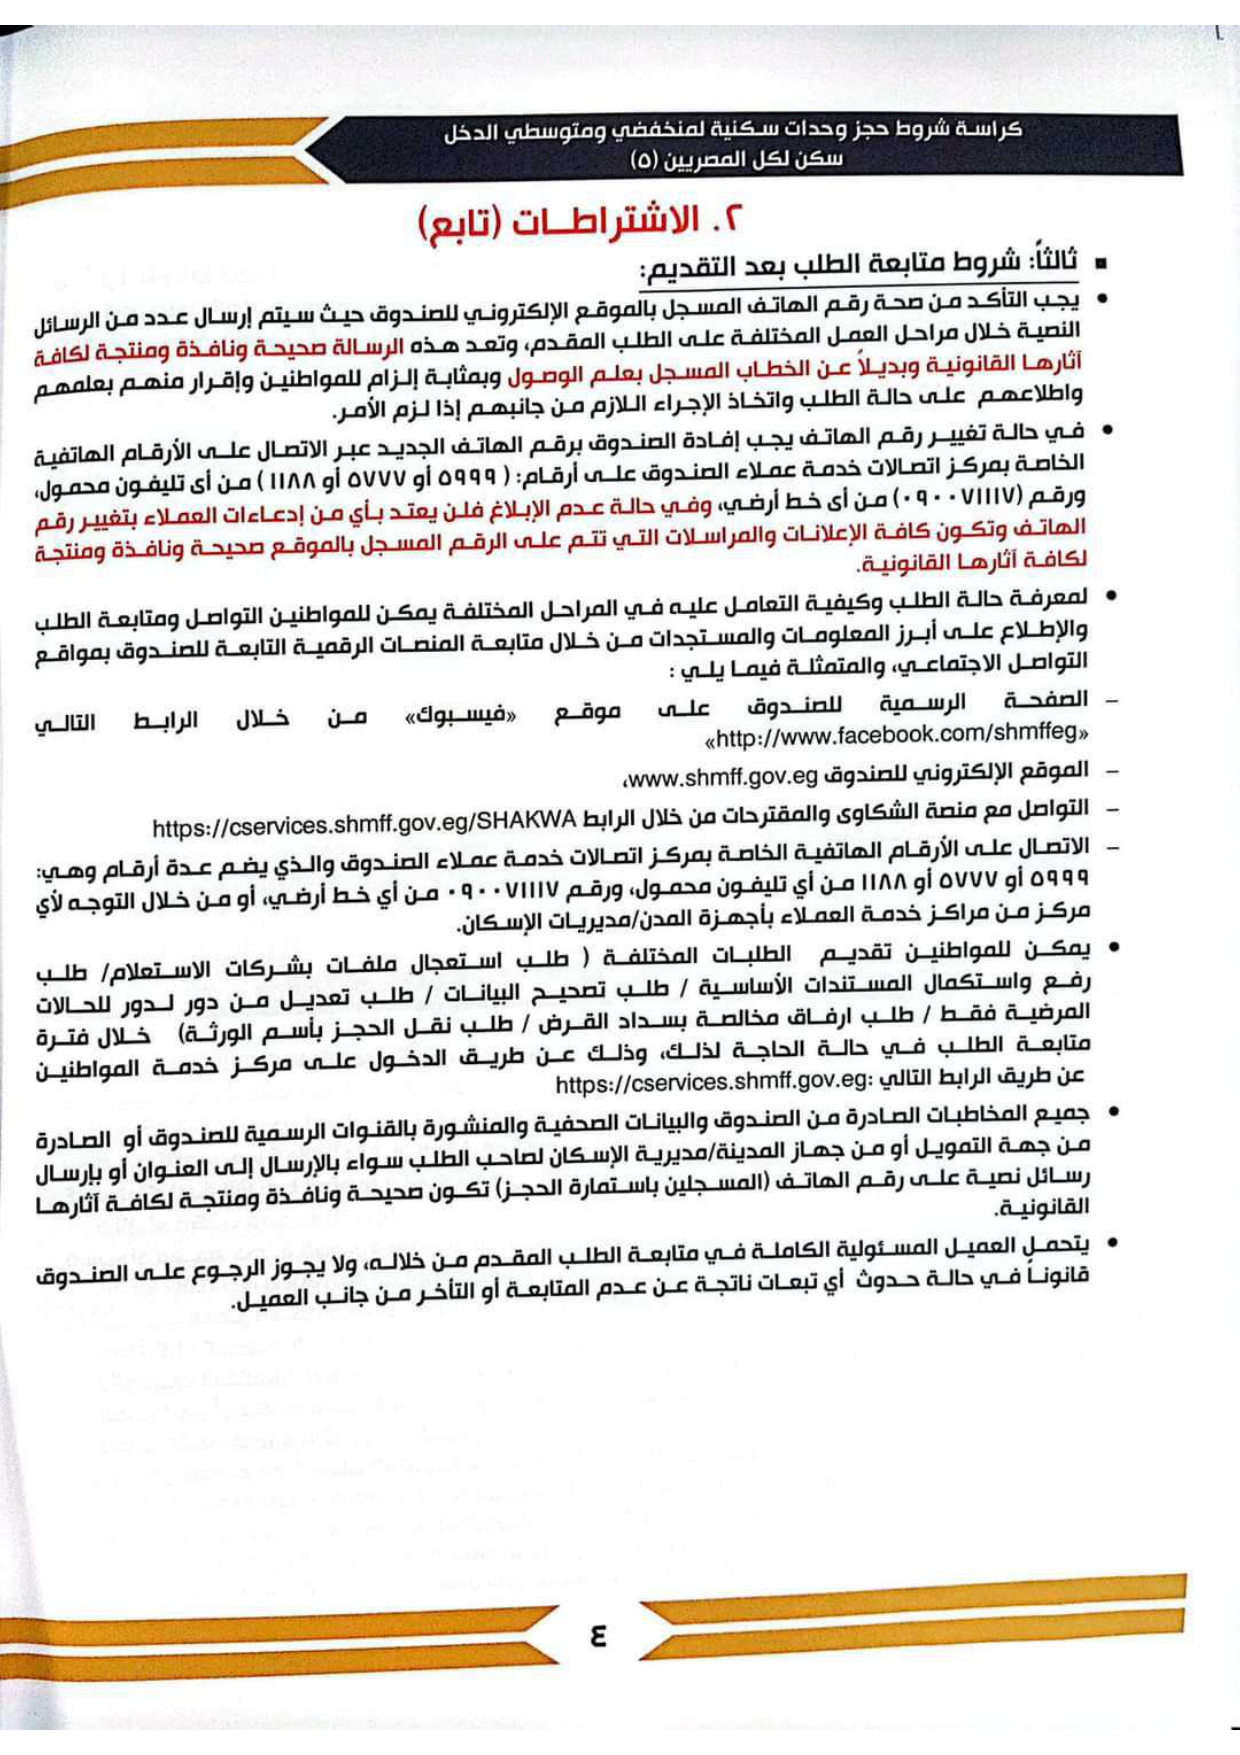 كراسة شروط حجز وحدات سكنية لمنخفضي ومتوسطي الدخل
سكن لكل المصريين (٥)
٢. الاشتراطات (تابع)
▪ ثالثاً: شروط متابعة الطلب بعد التقديم:
• يجب التأكد من صحة رقم الهاتف المسجل بالموقع الإلكتروني للصندوق حيث سيتم إرسال عدد من الرسائل
النصية خلال مراحل العمل المختلفة على الطلب المقدم، وتعد هذه الرسالة صحيحة ونافذة ومنتجة لكافة
آثارها القانونية وبديلاً عن الخطاب المسجل بعلم الوصول وبمثابة إلزام للمواطنين وإقرار منهم بعلمهم
واطلاعهم على حالة الطلب واتخاذ الإجراء اللازم من جانبهم إذا لزم الأمر.
• في حالة تغيير رقم الهاتف يجب إفادة الصندوق برقم الهاتف الجديد عبر الاتصال على الأرقام الهاتفية
الخاصة بمركز اتصالات خدمة عملاء الصندوق على أرقام: ( ٥٩٩٩ أو ٥٧٧٧ أو ١١٨٨ ) من أى تليفون محمول،
ورقم (٠٩٠٠٧١١١٧) من أى خط أرضي، وفي حالة عدم الإبلاغ فلن يعتد بأي من إدعاءات العملاء بتغيير رقم
الهاتف وتكون كافة الإعلانات والمراسلات التي تتم على الرقم المسجل بالموقع صحيحة ونافذة ومنتجة
لكافة آثارها القانونية.
• لمعرفة حالة الطلب وكيفية التعامل عليه في المراحل المختلفة يمكن للمواطنين التواصل ومتابعة الطلب
والإطلاع على أبرز المعلومات والمستجدات من خلال متابعة المنصات الرقمية التابعة للصندوق بمواقع
التواصل الاجتماعي، والمتمثلة فيما يلي :
– الصفحة الرسمية للصندوق على موقع «فيسبوك» من خلال الرابط التالي
«http://www.facebook.com/shmffeg»
– الموقع الإلكتروني للصندوق www.shmff.gov.eg،
– التواصل مع منصة الشكاوى والمقترحات من خلال الرابط https://cservices.shmff.gov.eg/SHAKWA
– الاتصال على الأرقام الهاتفية الخاصة بمركز اتصالات خدمة عملاء الصندوق والذي يضم عدة أرقام وهي:
٥٩٩٩ أو ٥٧٧٧ أو ١١٨٨ من أي تليفون محمول، ورقم ٠٩٠٠٧١١١٧ من أي خط أرضي، أو من خلال التوجه لأي
مركز من مراكز خدمة العملاء بأجهزة المدن/مديريات الإسكان.
• يمكن للمواطنين تقديم الطلبات المختلفة ( طلب استعجال ملفات بشركات الاستعلام/ طلب
رفع واستكمال المستندات الأساسية / طلب تصحيح البيانات / طلب تعديل من دور لدور للحالات
المرضية فقط / طلب ارفاق مخالصة بسداد القرض / طلب نقل الحجز بأسم الورثة) خلال فترة
متابعة الطلب في حالة الحاجة لذلك، وذلك عن طريق الدخول على مركز خدمة المواطنين
عن طريق الرابط التالي :https://cservices.shmff.gov.eg
• جميع المخاطبات الصادرة من الصندوق والبيانات الصحفية والمنشورة بالقنوات الرسمية للصندوق أو الصادرة
من جهة التمويل أو من جهاز المدينة/مديرية الإسكان لصاحب الطلب سواء بالإرسال إلى العنوان أو بإرسال
رسائل نصية على رقم الهاتف (المسجلين باستمارة الحجز) تكون صحيحة ونافذة ومنتجة لكافة آثارها
القانونية.
• يتحمل العميل المسئولية الكاملة في متابعة الطلب المقدم من خلاله، ولا يجوز الرجوع على الصندوق
قانوناً في حالة حدوث أي تبعات ناتجة عن عدم المتابعة أو التأخر من جانب العميل.
٤